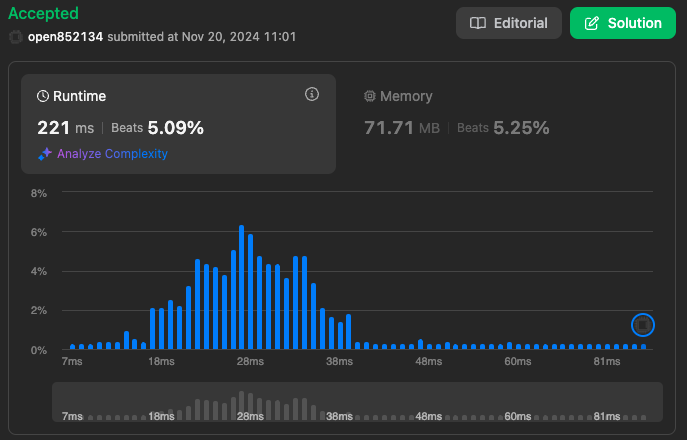 Accepted
Editorial
Solution
open852134 submitted at Nov 20, 2024 11:01
Runtime
Memory
221 ms | Beats 5.09%
71.71 MB | Beats 5.25%
Analyze Complexity
8%
6%
4%
2%
0%
7ms 18ms 28ms 38ms 48ms 60ms 81ms
7ms 18ms 28ms 38ms 48ms 60ms 81ms